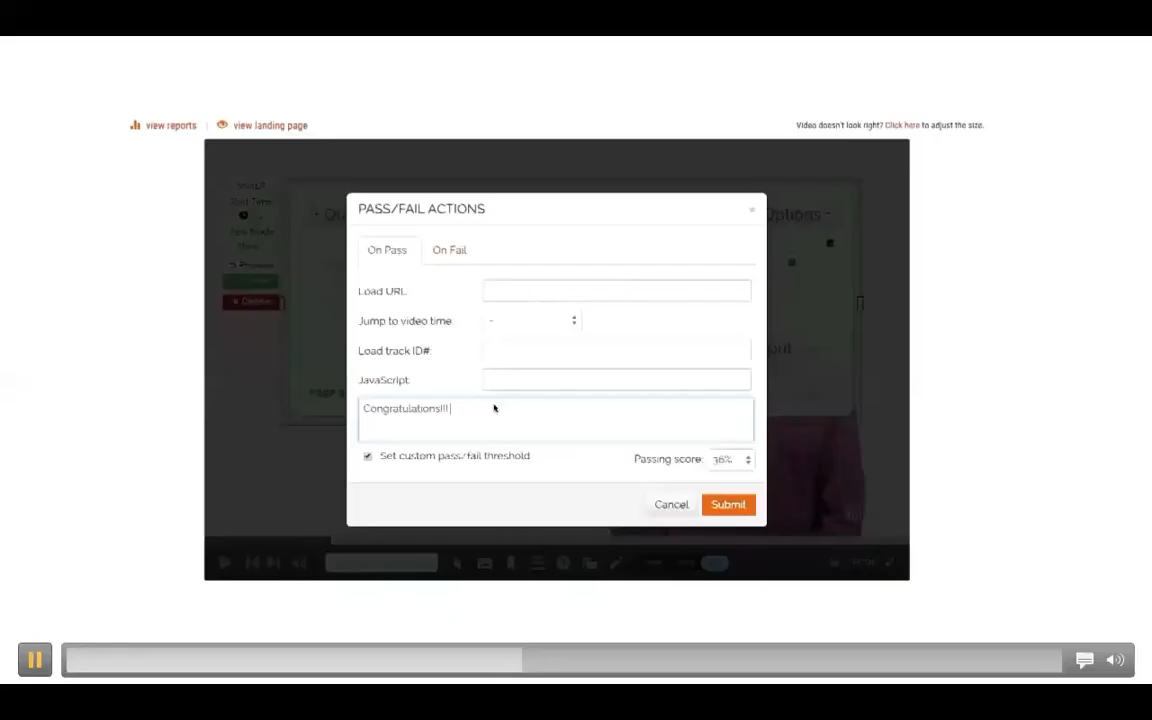 view reports | view landing page
Video doesn't look right? Click here to adjust the size.
PASS/FAIL ACTIONS ×
On Pass On Fail
Load URL:
Jump to video time: -
Load track ID#:
JavaScript:
Congratulations!!!
Set custom pass/fail threshold Passing score: 36%
Cancel Submit
Options -